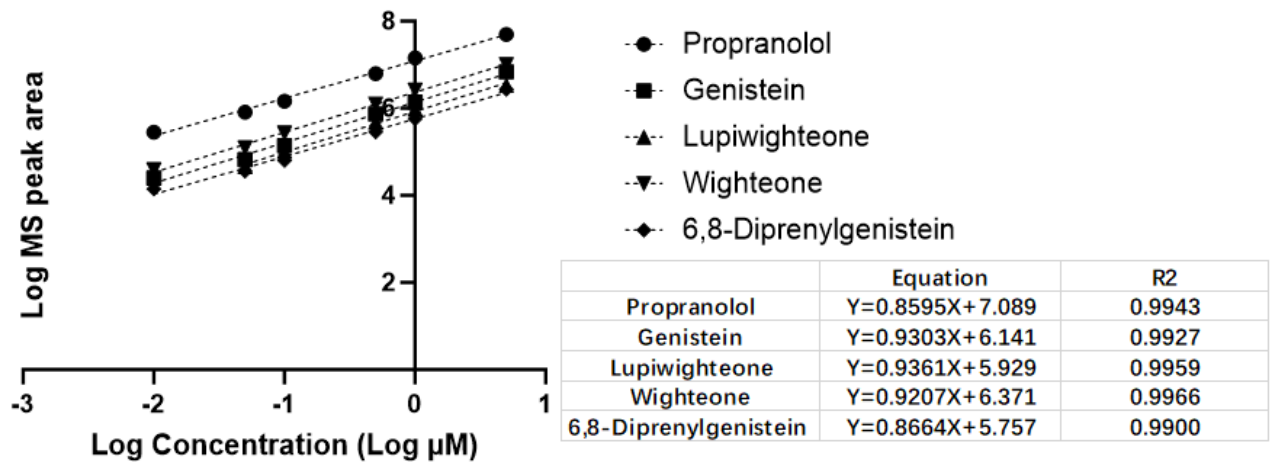 Log MS peak area
8
6
4
2
-3 -2 -1 0 1
Log Concentration (Log μM)
Propranolol
Genistein
Lupiwighteone
Wighteone
6,8-Diprenylgenistein
Equation R2
Propranolol Y=0.8595X+7.089 0.9943
Genistein Y=0.9303X+6.141 0.9927
Lupiwighteone Y=0.9361X+5.929 0.9959
Wighteone Y=0.9207X+6.371 0.9966
6,8-Diprenylgenistein Y=0.8664X+5.757 0.9900